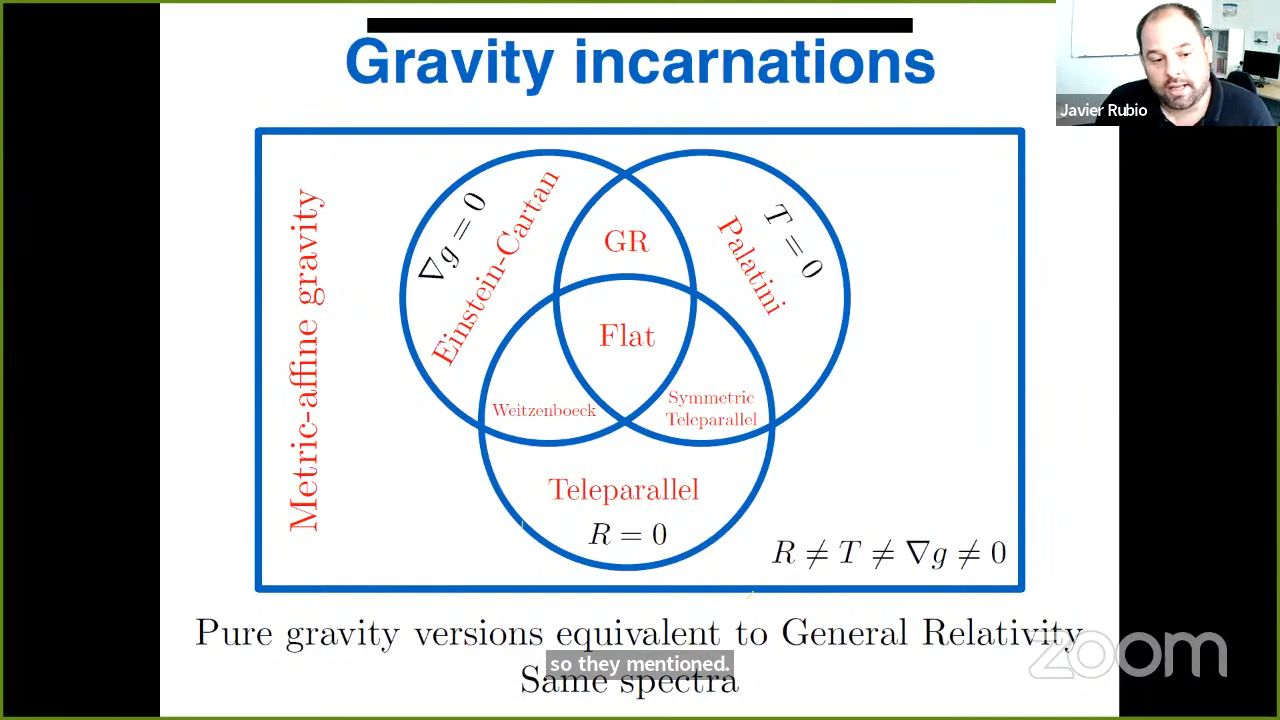 Gravity incarnations
Javier Rubio
Metric-affine gravity
∇g = 0
Einstein-Cartan
GR
T = 0
Palatini
Flat
Weitzenboeck
Symmetric
Teleparallel
Teleparallel
R = 0
R ≠ T ≠ ∇g ≠ 0
Pure gravity versions equivalent to General Relativity
so they mentioned.
Same spectra
zoom